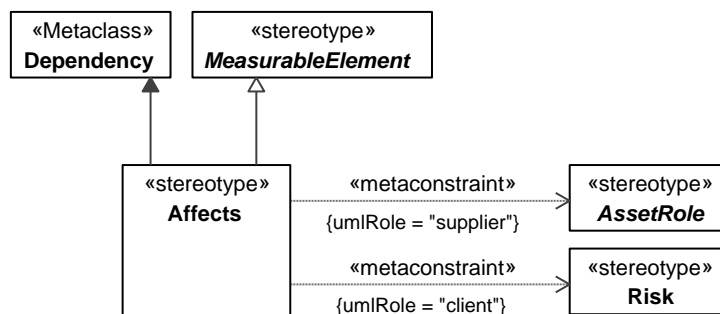 «Metaclass»
Dependency
«stereotype»
MeasurableElement
«stereotype»
Affects
«metaconstraint»
{umlRole = "supplier"}
«stereotype»
AssetRole
«metaconstraint»
{umlRole = "client"}
«stereotype»
Risk